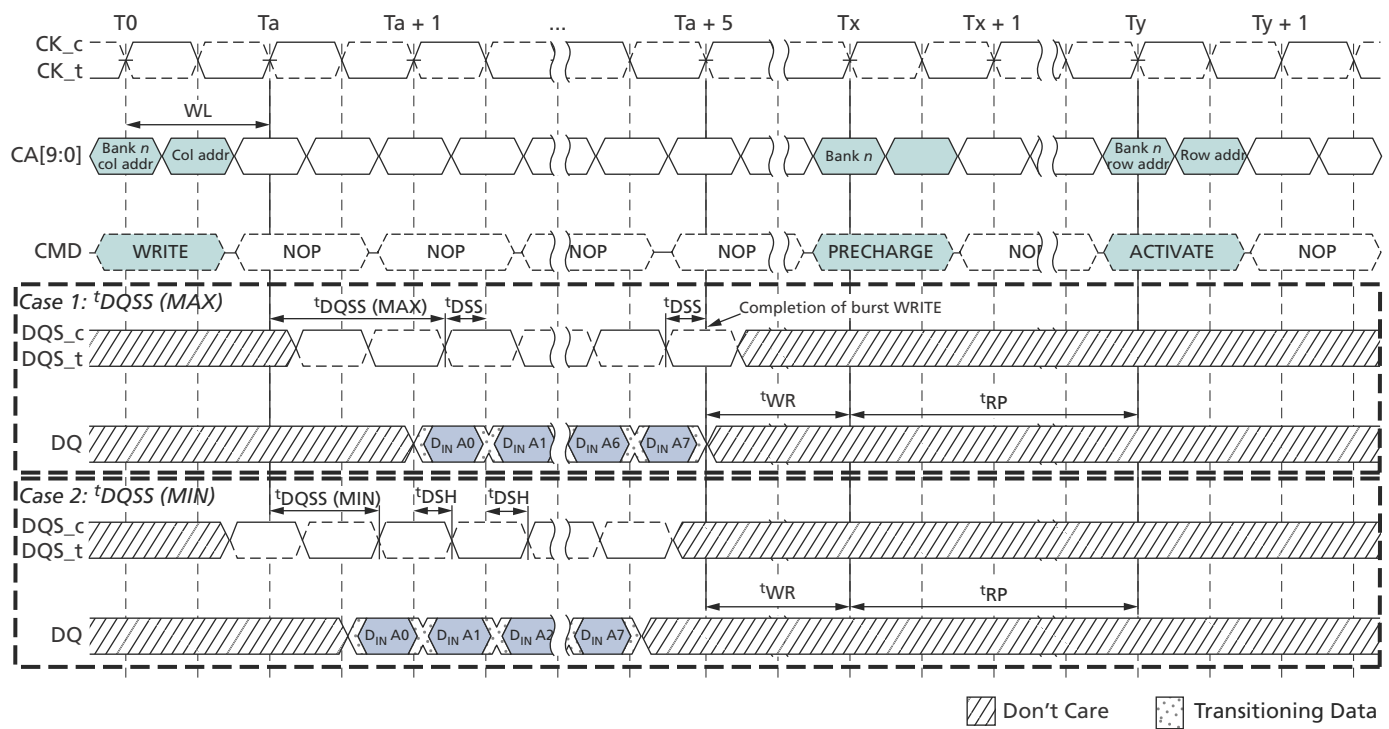 T0 Ta Ta + 1 ... Ta + 5 Tx Tx + 1 Ty Ty + 1
CK_c
CK_t
WL
CA[9:0]
Bank n
col addr
Col addr
Bank n
Bank n
row addr
Row addr
CMD WRITE NOP NOP NOP NOP PRECHARGE NOP ACTIVATE NOP
Case 1: tDQSS (MAX)
tDQSS (MAX) tDSS tDSS Completion of burst WRITE
DQS_c
DQS_t
tWR tRP
DQ DIN A0 DIN A1 DIN A6 DIN A7
Case 2: tDQSS (MIN)
tDQSS (MIN) tDSH tDSH
DQS_c
DQS_t
tWR tRP
DQ DIN A0 DIN A1 DIN A2 DIN A7
Don't Care Transitioning Data